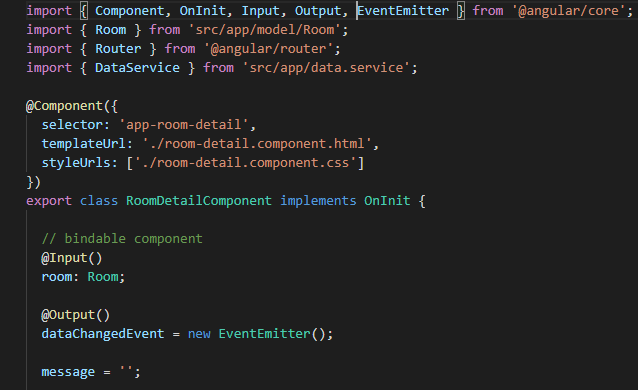 import { Component, OnInit, Input, Output, EventEmitter } from '@angular/core';
import { Room } from 'src/app/model/Room';
import { Router } from '@angular/router';
import { DataService } from 'src/app/data.service';

@Component({
  selector: 'app-room-detail',
  templateUrl: './room-detail.component.html',
  styleUrls: ['./room-detail.component.css']
})
export class RoomDetailComponent implements OnInit {

  // bindable component
  @Input()
  room: Room;

  @Output()
  dataChangedEvent = new EventEmitter();

  message = '';